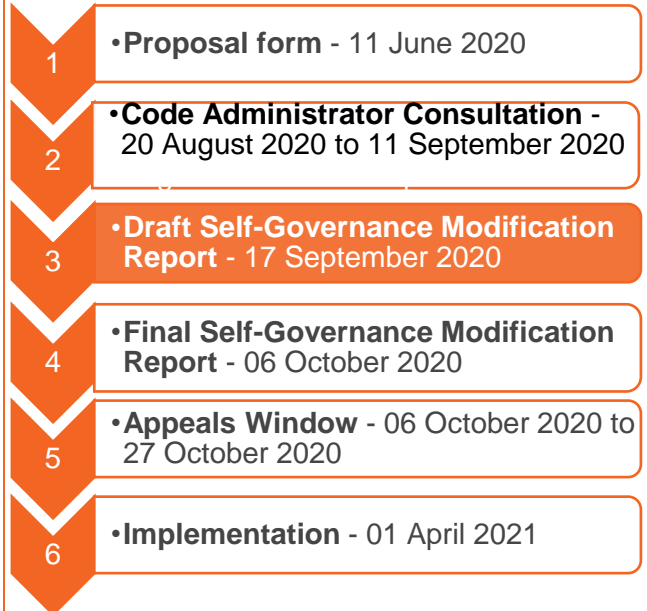 1
•Proposal form - 11 June 2020
2
•Code Administrator Consultation -
20 August 2020 to 11 September 2020
3
•Draft Self-Governance Modification
Report - 17 September 2020
4
•Final Self-Governance Modification
Report - 06 October 2020
5
•Appeals Window - 06 October 2020 to
27 October 2020
6
•Implementation - 01 April 2021